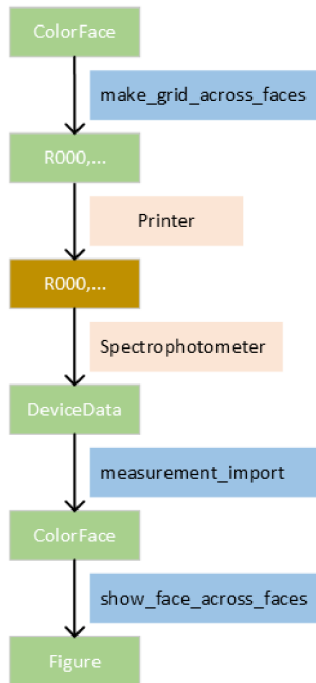 ColorFace
make_grid_across_faces
R000,...
Printer
R000,...
Spectrophotometer
DeviceData
measurement_import
ColorFace
show_face_across_faces
Figure